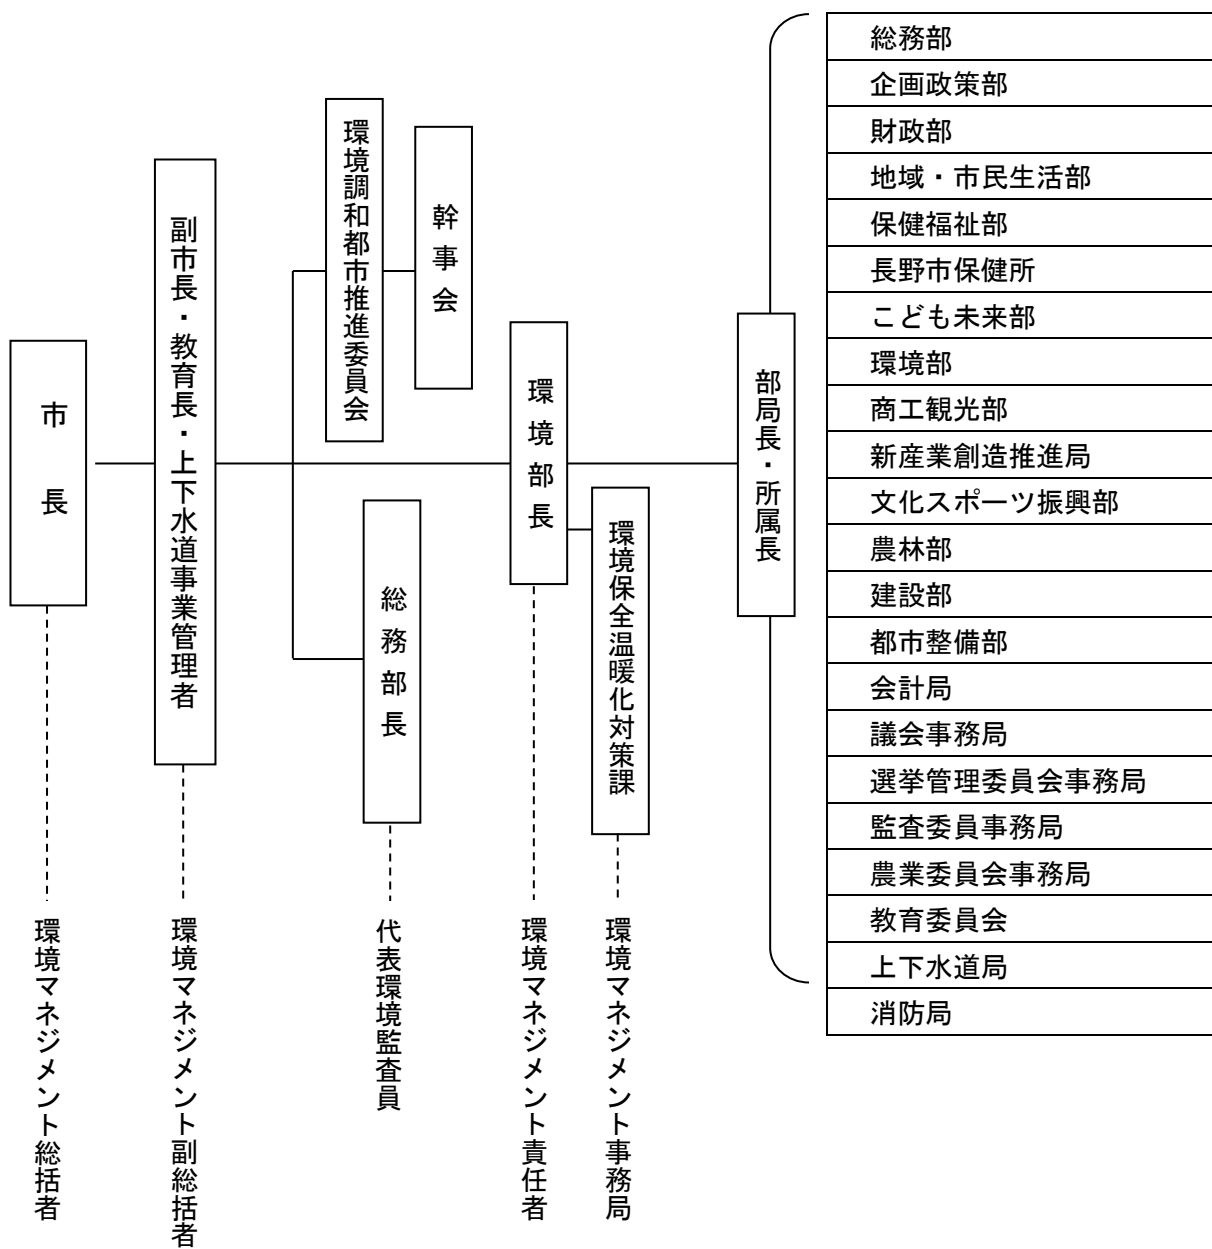 市長
副市長・教育長・上下水道事業管理者
環境調和都市推進委員会
幹事会
総務部長
環境部長
環境保全温暖化対策課
部局長・所属長
総務部
企画政策部
財政部
地域・市民生活部
保健福祉部
長野市保健所
こども未来部
環境部
商工観光部
新産業創造推進局
文化スポーツ振興部
農林部
建設部
都市整備部
会計局
議会事務局
選挙管理委員会事務局
監査委員事務局
農業委員会事務局
教育委員会
上下水道局
消防局
環境マネジメント総括者
環境マネジメント副総括者
代表環境監査員
環境マネジメント責任者
環境マネジメント事務局